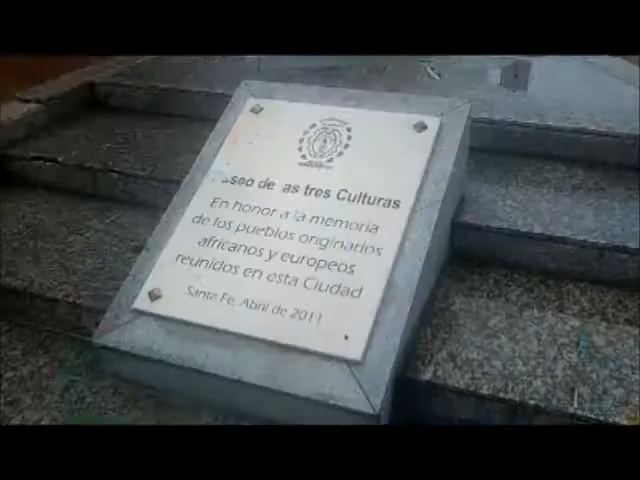 aseo de as tres Culturas
En honor a la memoria
de los pueblos originarios
africanos y europeos
reunidos en esta Ciudad
Santa Fe, Abril de 2011